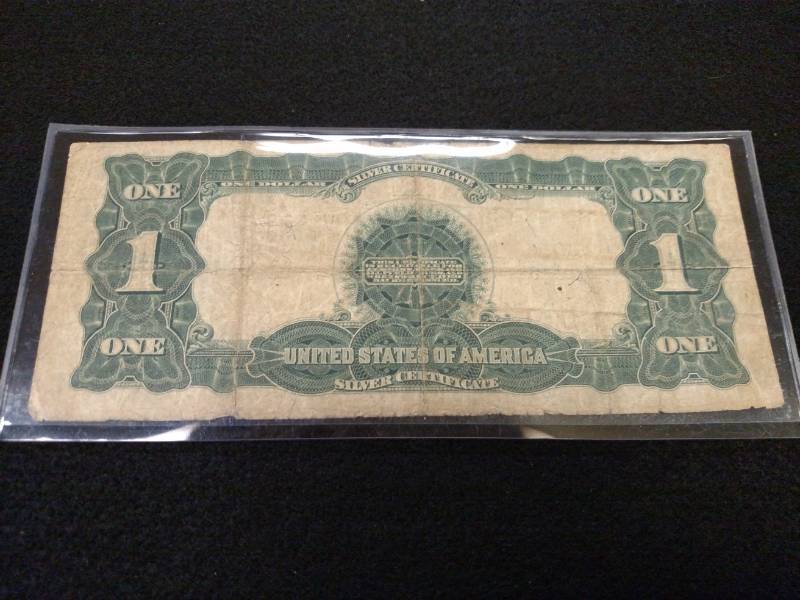 SILVER CERTIFICATE
ONE ONE DOLLAR ONE DOLLAR ONE
1 1
ONE UNITED STATES OF AMERICA ONE
SILVER CERTIFICATE